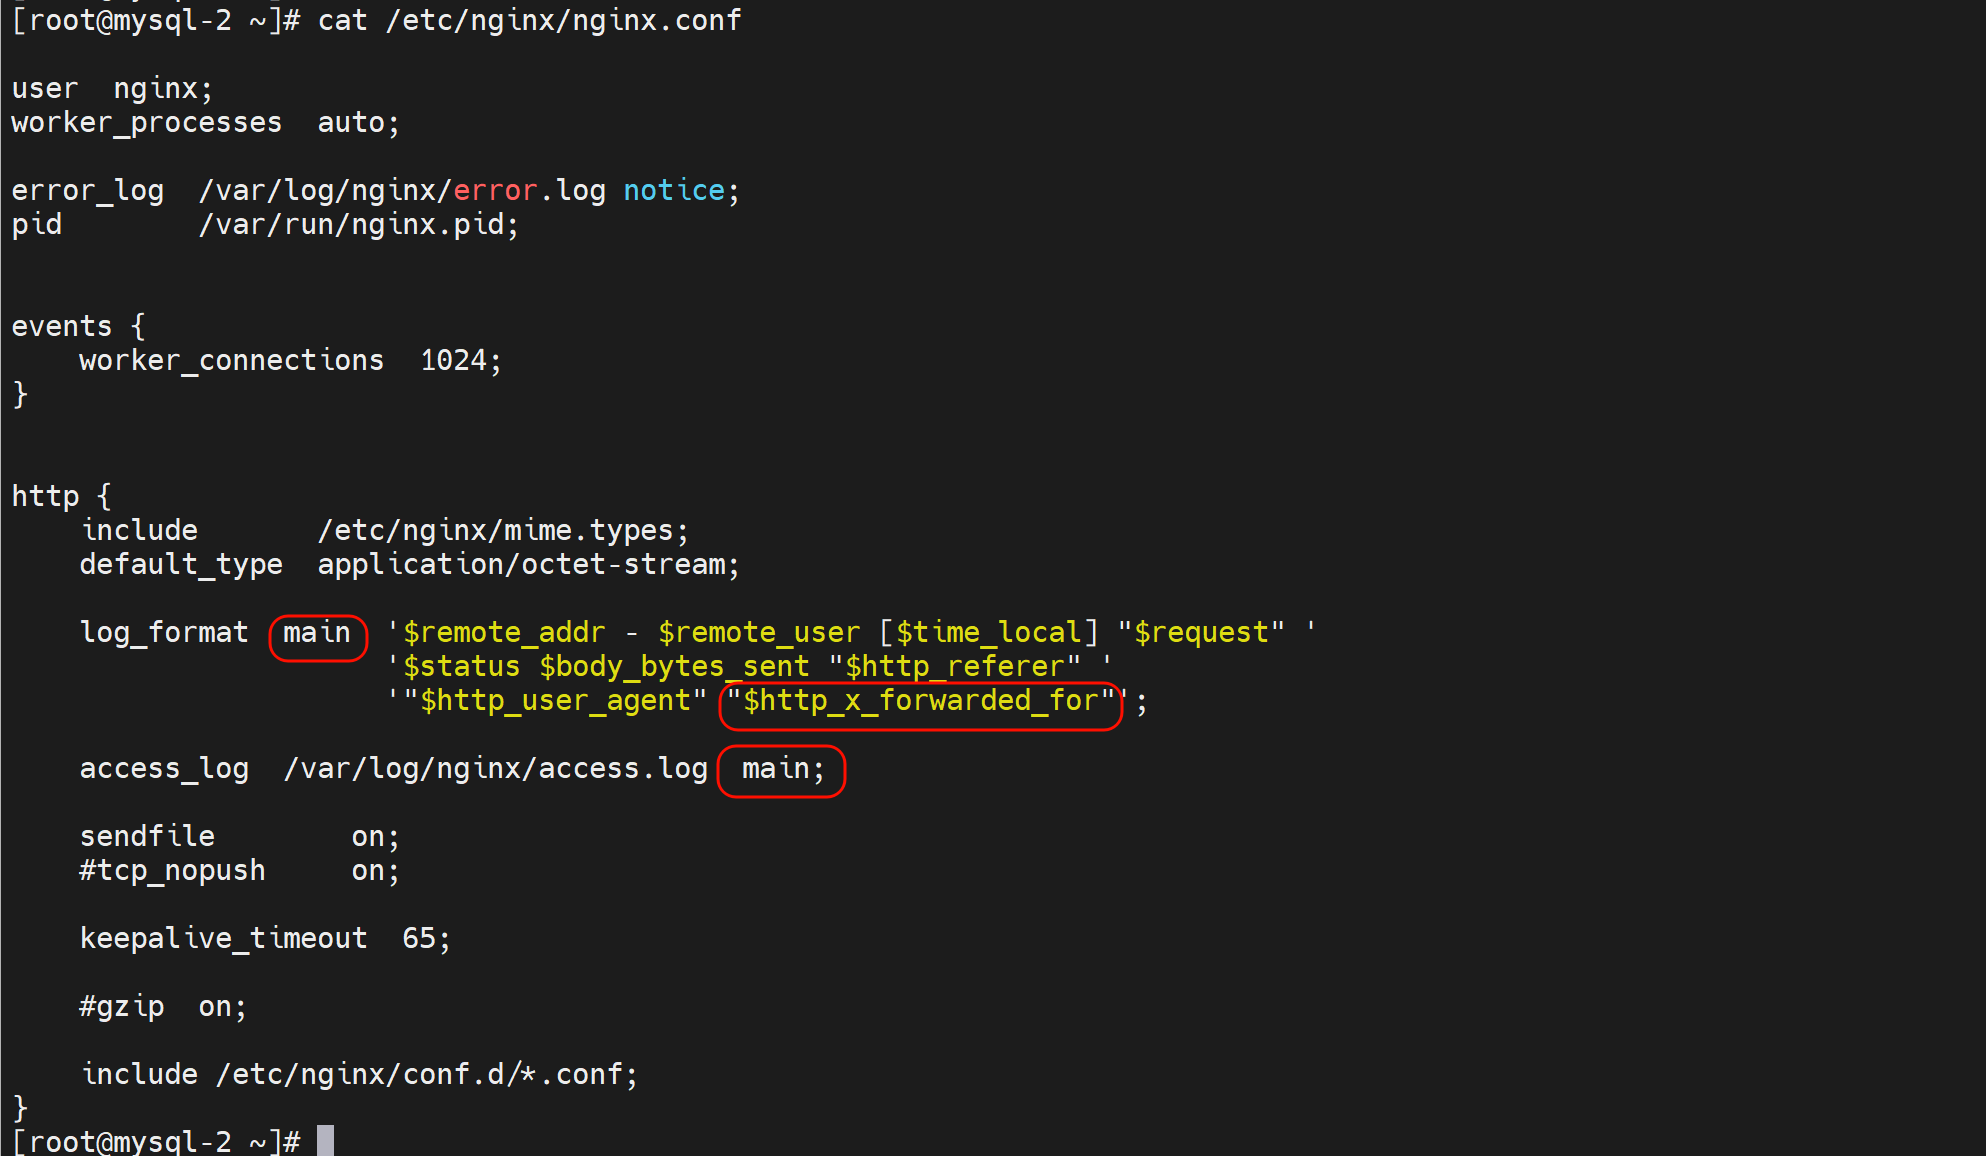 [root@mysql-2 ~]# cat /etc/nginx/nginx.conf
user  nginx;
worker_processes  auto;
error_log  /var/log/nginx/error.log notice;
pid        /var/run/nginx.pid;
events {
    worker_connections  1024;
}
http {
    include       /etc/nginx/mime.types;
    default_type  application/octet-stream;
    log_format  main  '$remote_addr - $remote_user [$time_local] "$request" '
                      '$status $body_bytes_sent "$http_referer" '
                      '"$http_user_agent" "$http_x_forwarded_for"';
    access_log  /var/log/nginx/access.log  main;
    sendfile        on;
    #tcp_nopush     on;
    keepalive_timeout  65;
    #gzip  on;
    include /etc/nginx/conf.d/*.conf;
}
[root@mysql-2 ~]#